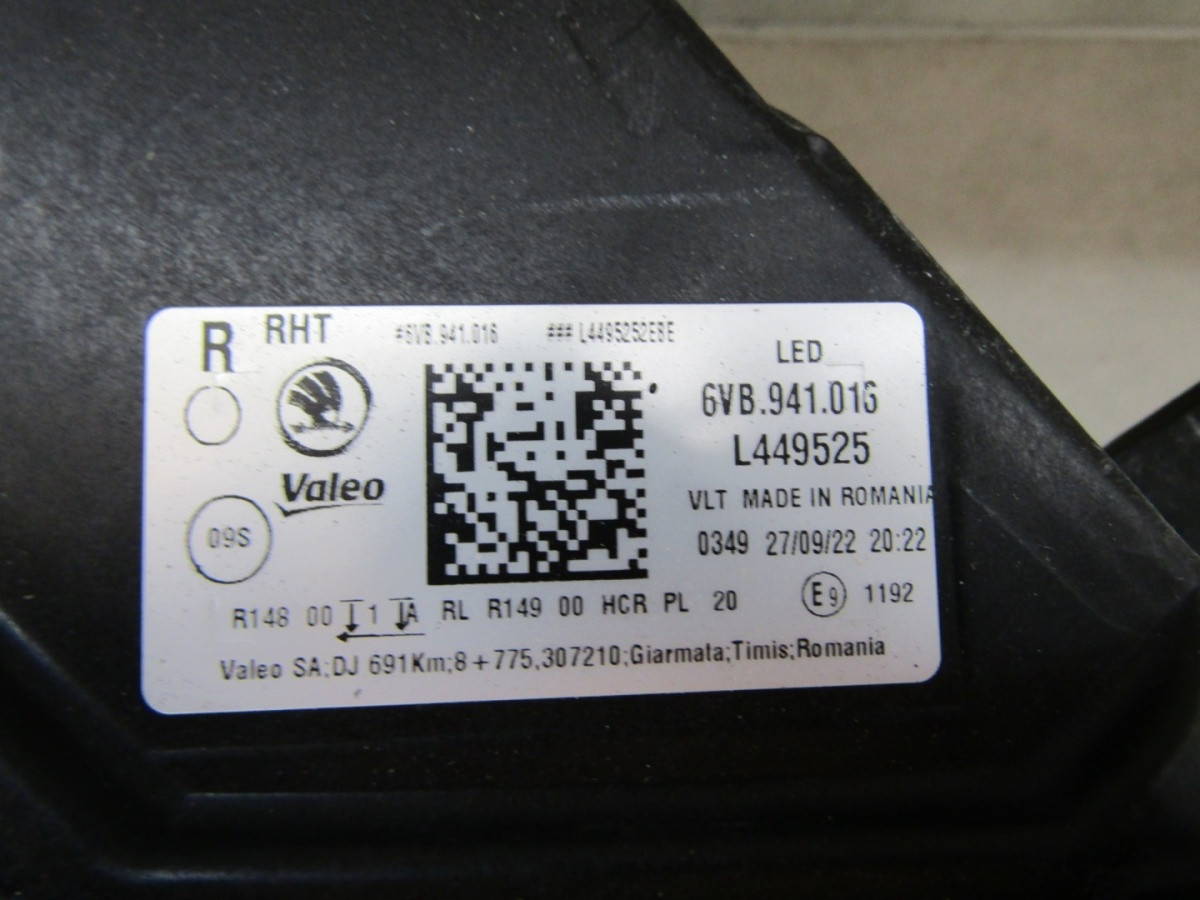 R RHT #6VB.941.016 ### L4495252E8E
LED
6VB.941.016
L449525
Valeo
VLT MADE IN ROMANIA
09S
0349 27/09/22 20:22
R148 00 1 A RL R149 00 HCR PL 20 E9 1192
Valeo SA;DJ 691Km;8+775,307210;Giarmata;Timis;Romania